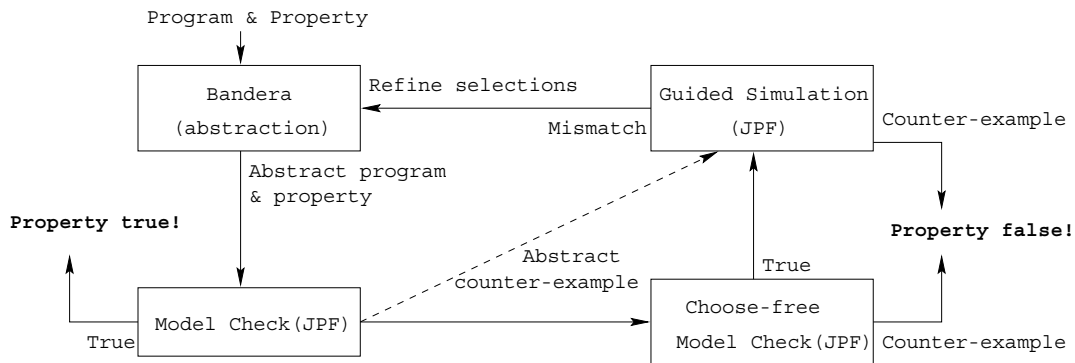 Program & Property
Bandera
(abstraction)
Refine selections
Mismatch
Guided Simulation
(JPF)
Counter-example
Abstract program
& property
Property true!
Property false!
Abstract
counter-example
True
True
Model Check(JPF)
Choose-free
Model Check(JPF)
Counter-example